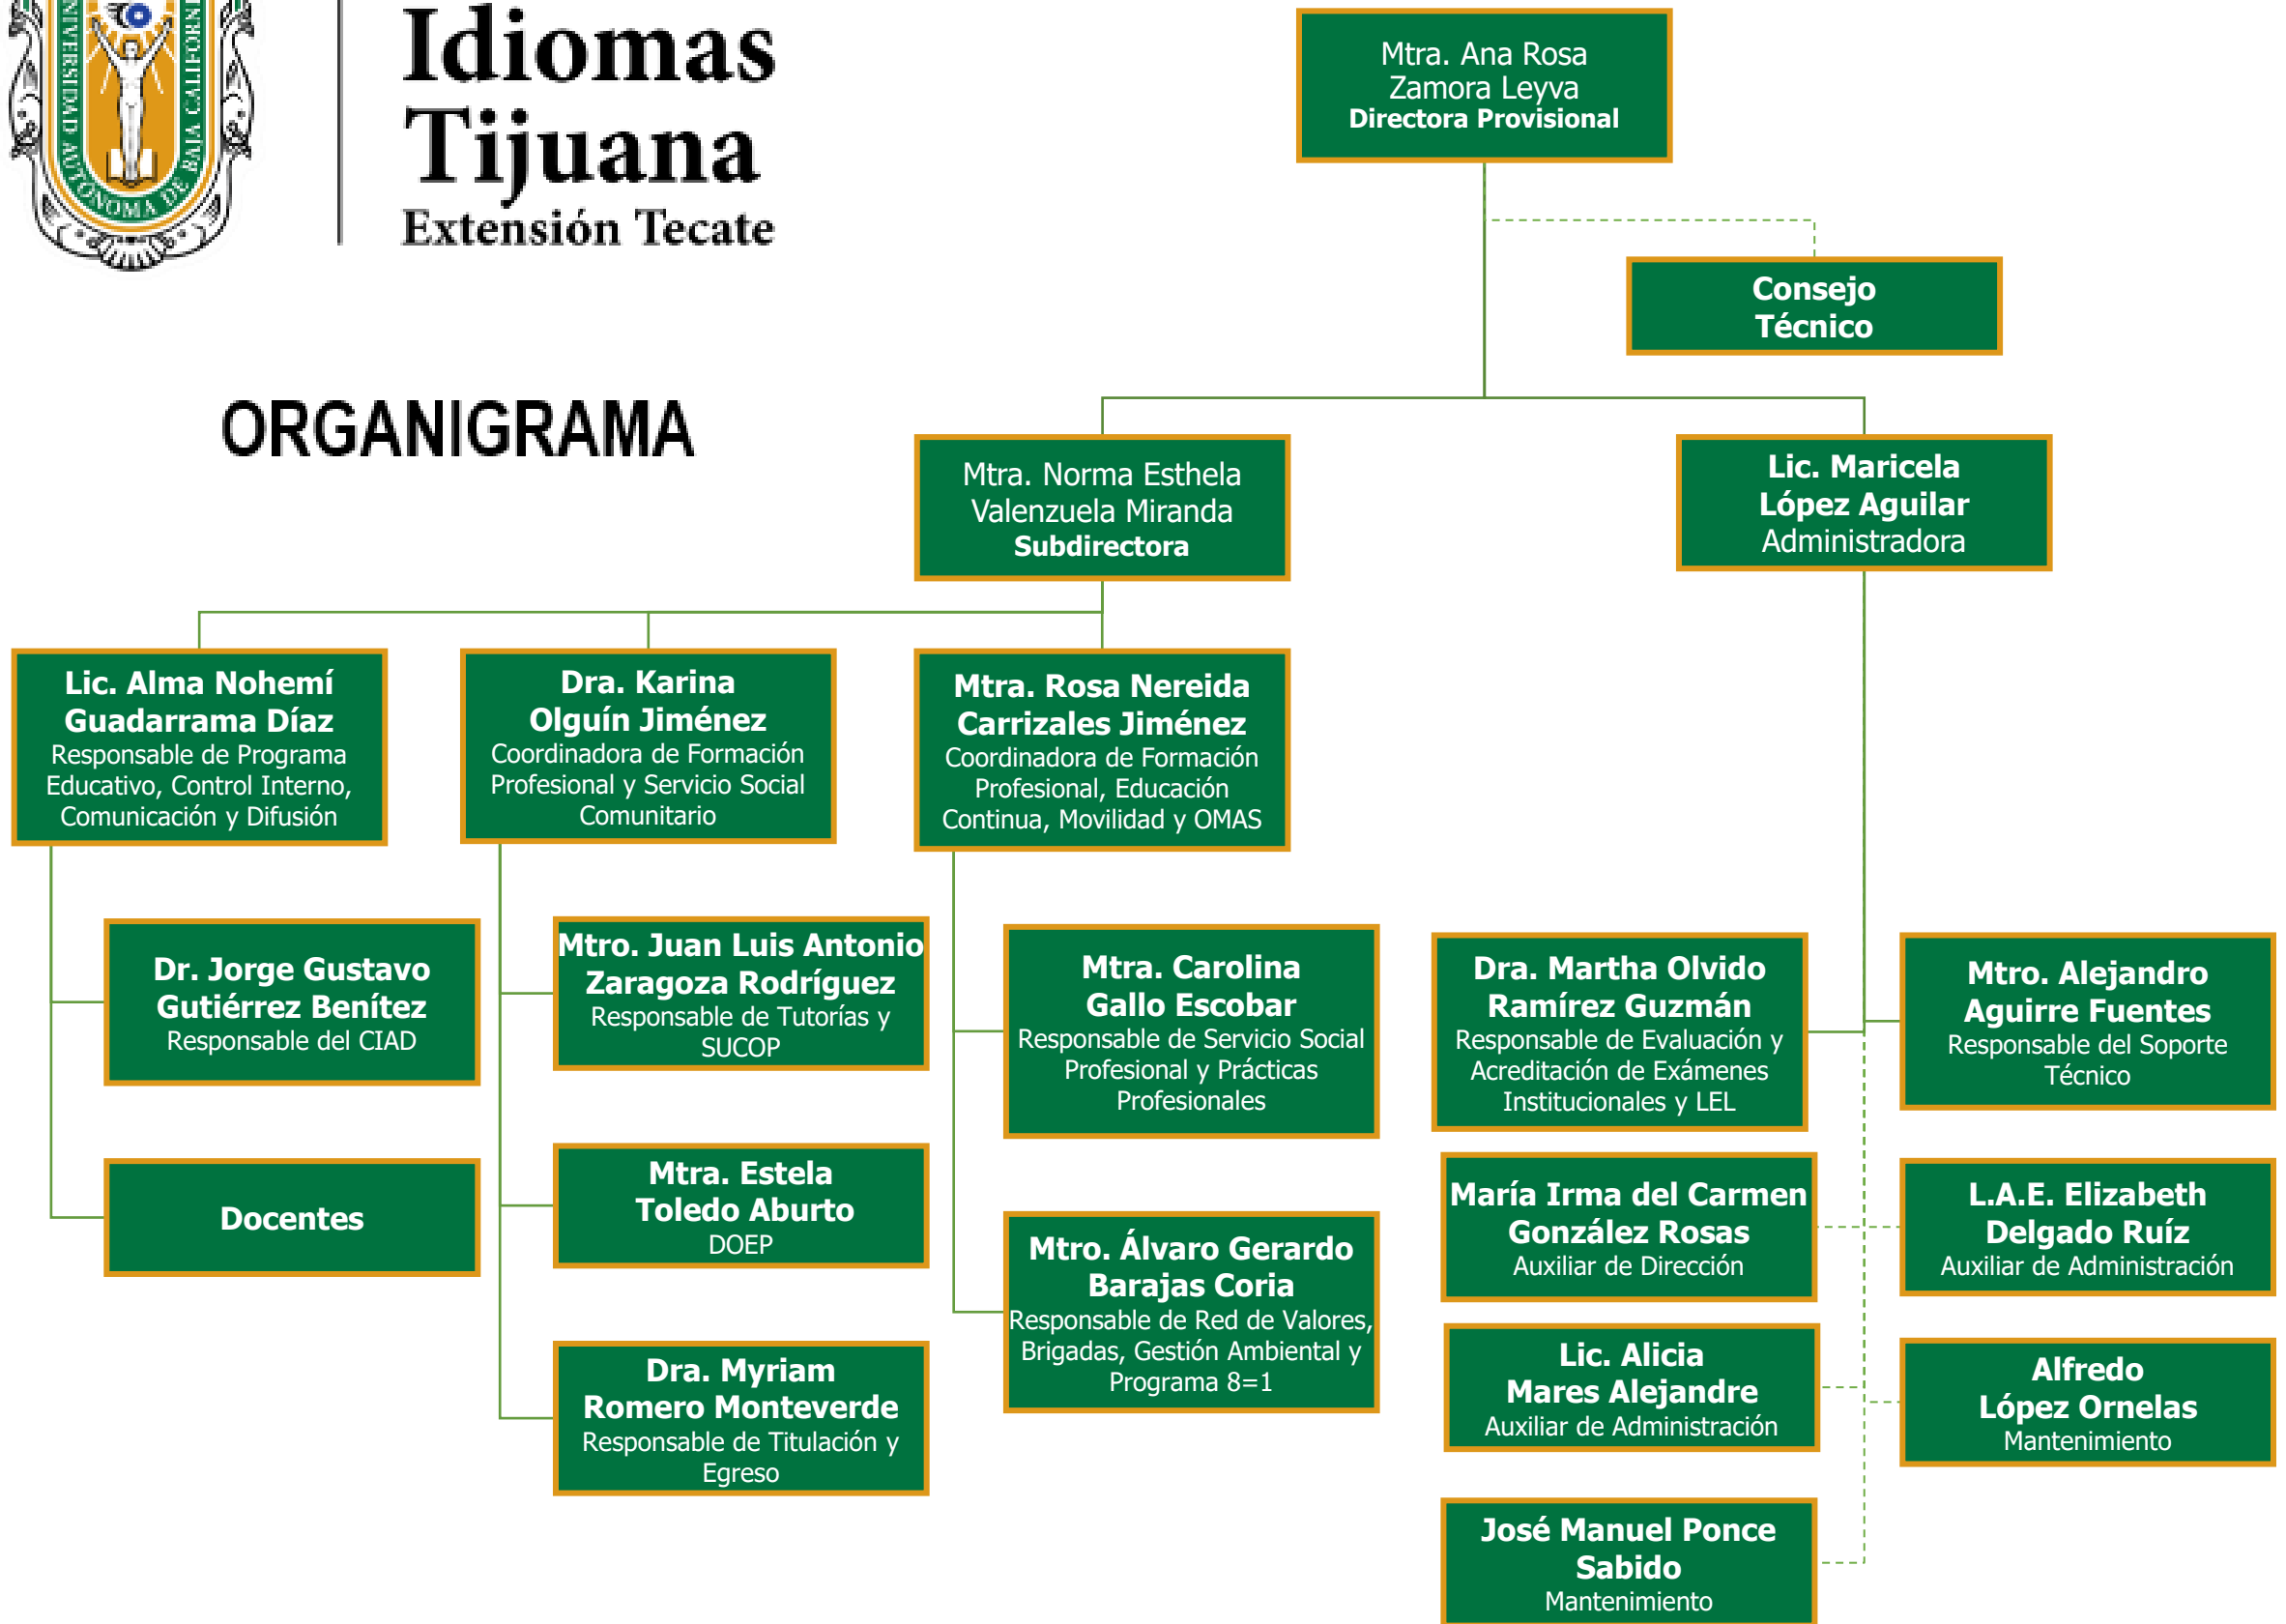 UNIVERSIDAD AUTÓNOMA DE BAJA CALIFORNIA
Idiomas
Tijuana
Extensión Tecate
ORGANIGRAMA
Mtra. Ana Rosa
Zamora Leyva
Directora Provisional
Consejo
Técnico
Mtra. Norma Esthela
Valenzuela Miranda
Subdirectora
Lic. Maricela
López Aguilar
Administradora
Lic. Alma Nohemí
Guadarrama Díaz
Responsable de Programa
Educativo, Control Interno,
Comunicación y Difusión
Dra. Karina
Olguín Jiménez
Coordinadora de Formación
Profesional y Servicio Social
Comunitario
Mtra. Rosa Nereida
Carrizales Jiménez
Coordinadora de Formación
Profesional, Educación
Continua, Movilidad y OMAS
Dr. Jorge Gustavo
Gutiérrez Benítez
Responsable del CIAD
Docentes
Mtro. Juan Luis Antonio
Zaragoza Rodríguez
Responsable de Tutorías y
SUCOP
Mtra. Estela
Toledo Aburto
DOEP
Dra. Myriam
Romero Monteverde
Responsable de Titulación y
Egreso
Mtra. Carolina
Gallo Escobar
Responsable de Servicio Social
Profesional y Prácticas
Profesionales
Mtro. Álvaro Gerardo
Barajas Coria
Responsable de Red de Valores,
Brigadas, Gestión Ambiental y
Programa 8=1
Dra. Martha Olvido
Ramírez Guzmán
Responsable de Evaluación y
Acreditación de Exámenes
Institucionales y LEL
Mtro. Alejandro
Aguirre Fuentes
Responsable del Soporte
Técnico
María Irma del Carmen
González Rosas
Auxiliar de Dirección
L.A.E. Elizabeth
Delgado Ruíz
Auxiliar de Administración
Lic. Alicia
Mares Alejandre
Auxiliar de Administración
Alfredo
López Ornelas
Mantenimiento
José Manuel Ponce
Sabido
Mantenimiento